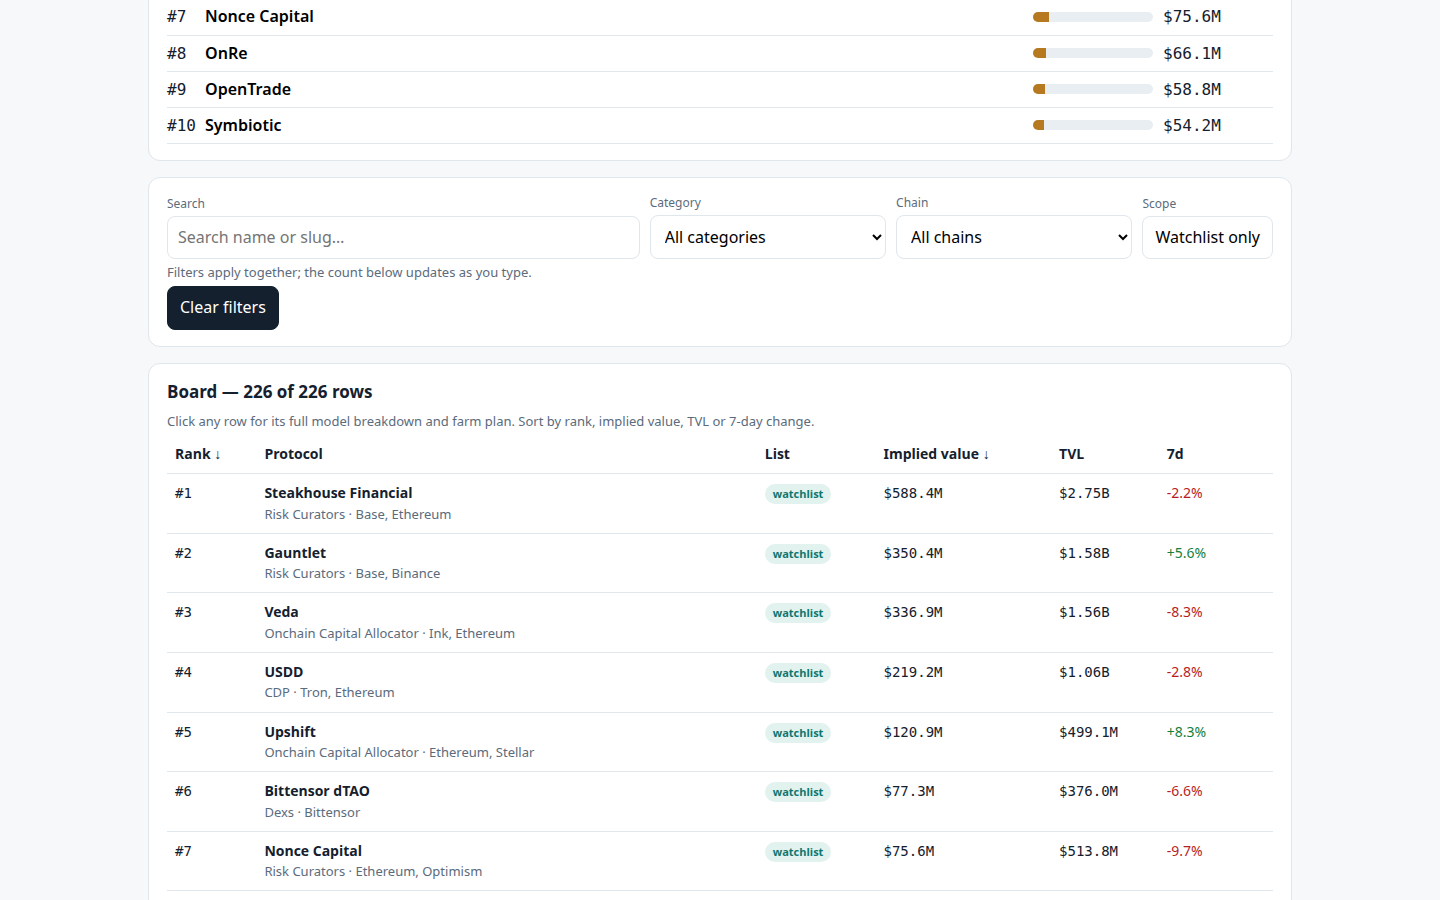 #7 Nonce Capital $75.6M
#8 OnRe $66.1M
#9 OpenTrade $58.8M
#10 Symbiotic $54.2M
Search Category Chain Scope
Search name or slug... All categories All chains Watchlist only
Filters apply together; the count below updates as you type.
Clear filters
Board — 226 of 226 rows
Click any row for its full model breakdown and farm plan. Sort by rank, implied value, TVL or 7-day change.
Rank ↓ Protocol List Implied value ↓ TVL 7d
#1 Steakhouse Financial watchlist $588.4M $2.75B -2.2%
Risk Curators · Base, Ethereum
#2 Gauntlet watchlist $350.4M $1.58B +5.6%
Risk Curators · Base, Binance
#3 Veda watchlist $336.9M $1.56B -8.3%
Onchain Capital Allocator · Ink, Ethereum
#4 USDD watchlist $219.2M $1.06B -2.8%
CDP · Tron, Ethereum
#5 Upshift watchlist $120.9M $499.1M +8.3%
Onchain Capital Allocator · Ethereum, Stellar
#6 Bittensor dTAO watchlist $77.3M $376.0M -6.6%
Dexs · Bittensor
#7 Nonce Capital watchlist $75.6M $513.8M -9.7%
Risk Curators · Ethereum, Optimism